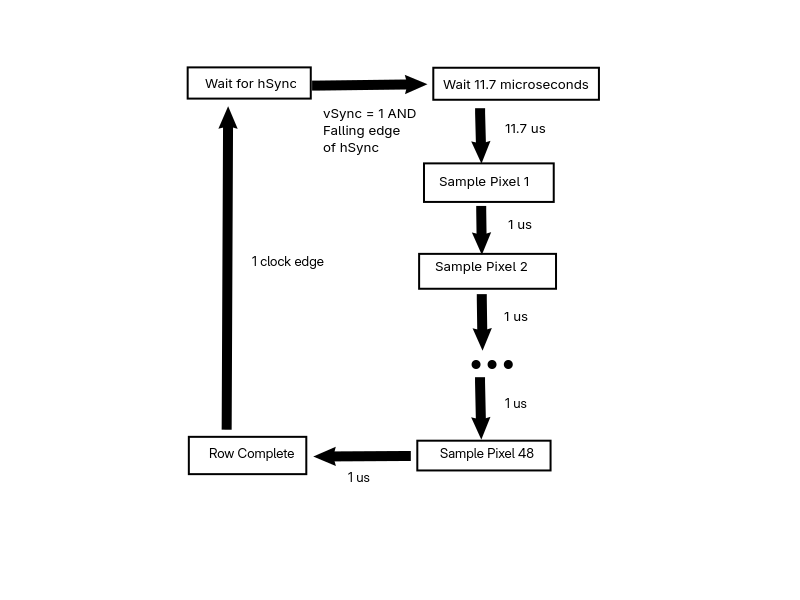 Wait for hSync
Wait 11.7 microseconds
vSync = 1 AND
Falling edge
of hSync
11.7 us
Sample Pixel 1
1 us
Sample Pixel 2
1 us
1 us
Sample Pixel 48
1 us
Row Complete
1 clock edge